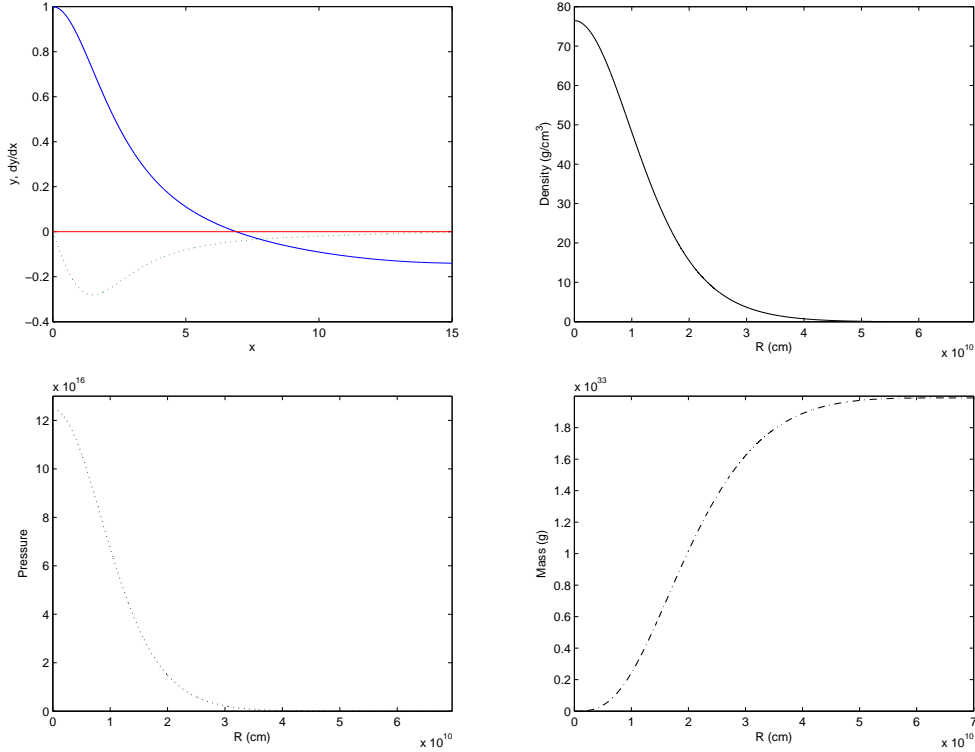 1
0.8
0.6
0.4
0.2
0
−0.2
−0.4
0 5 10 15
x
y, dy/dx
80
70
60
50
40
30
20
10
0
0 1 2 3 4 5 6
x 10^10
R (cm)
Density (g/cm^3)
x 10^16
12
10
8
6
4
2
0
0 1 2 3 4 5 6
x 10^10
R (cm)
Pressure
x 10^33
1.8
1.6
1.4
1.2
1
0.8
0.6
0.4
0.2
0
0 1 2 3 4 5 6 7
x 10^10
R (cm)
Mass (g)